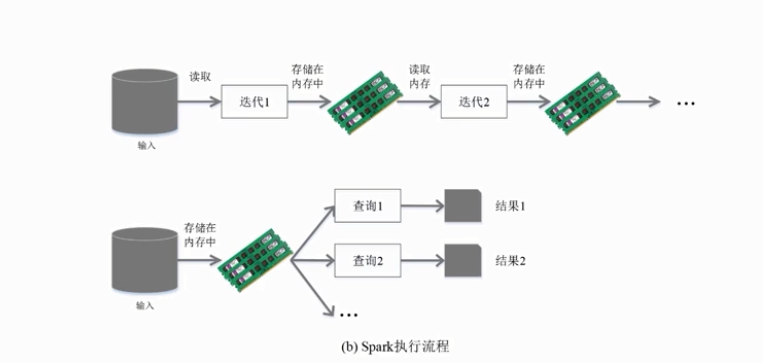 读取
存储在
内存中
读取
内存
存储在
内存中
迭代1
迭代2
...
输入
存储在
内存中
查询1
结果1
查询2
结果2
...
输入
(b) Spark执行流程